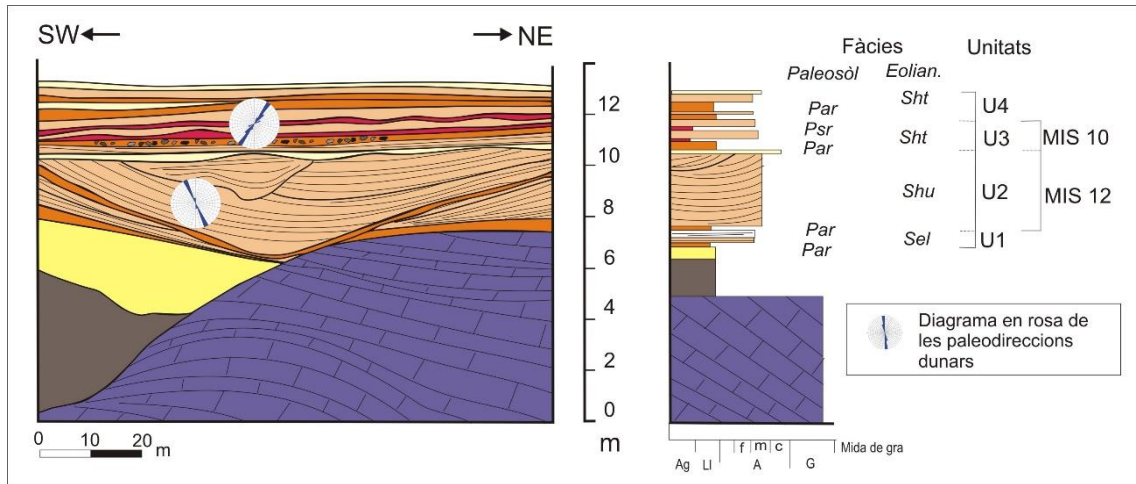 SW NE
Fàcies Unitats
Paleosòl Eolian.
12
10
8
6
4
2
0
m
Sht
Par U4
Psr Sht U3 MIS 10
Par
Shu U2 MIS 12
Par
Sel U1
Par
Diagrama en rosa de
les paleodireccions
dunars
0 10 20 m
f m c Mida de gra
Ag Ll A G